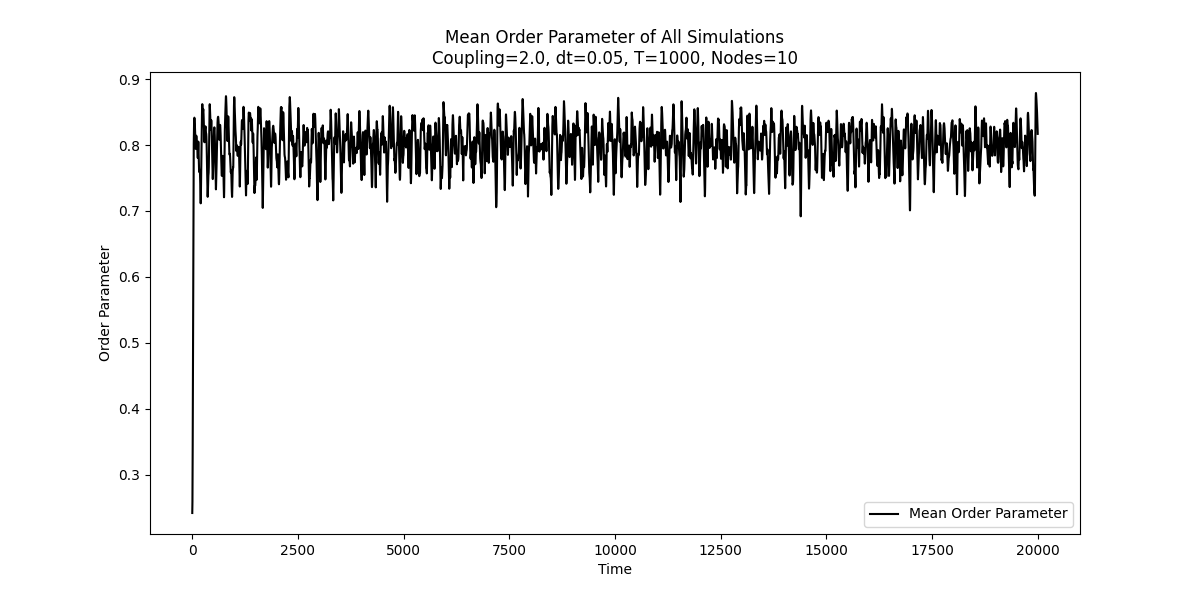 Mean Order Parameter of All Simulations
Coupling=2.0, dt=0.05, T=1000, Nodes=10
Order Parameter
0.9
0.8
0.7
0.6
0.5
0.4
0.3
Mean Order Parameter
0 2500 5000 7500 10000 12500 15000 17500 20000
Time